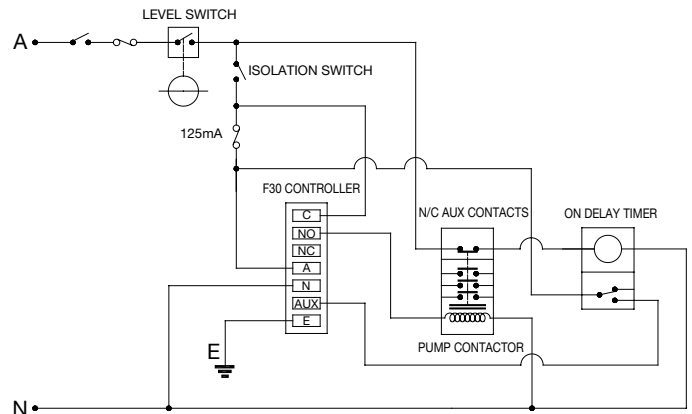 LEVEL SWITCH
A
ISOLATION SWITCH
125mA
F30 CONTROLLER
N/C AUX CONTACTS
ON DELAY TIMER
C
NO
NC
A
N
AUX
E
E
PUMP CONTACTOR
N